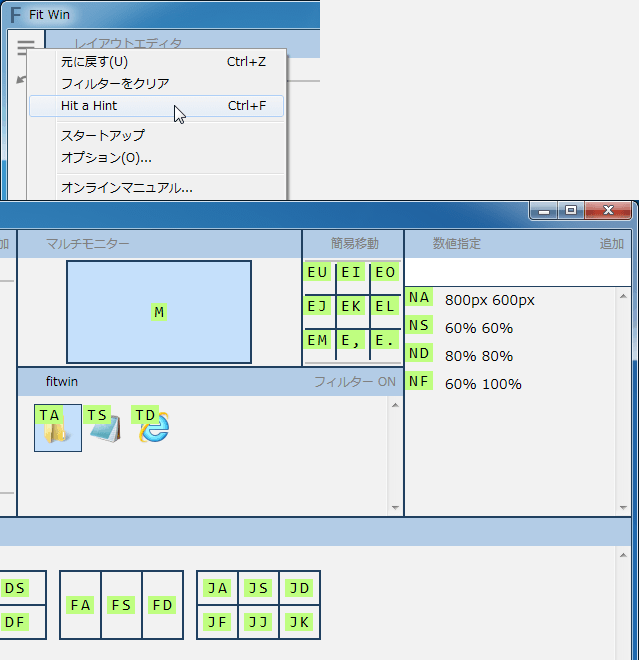 Fit Win
レイアウトエディタ
元に戻す(U) Ctrl+Z
フィルターをクリア
Hit a Hint Ctrl+F
スタートアップ
オプション(O)...
オンラインマニュアル...
加 マルチモニター 簡易移動 数値指定 追加
EU EI EO
NA 800px 600px
M EJ EK EL
NS 60% 60%
EM E, E.
ND 80% 80%
fitwin フィルター ON
NF 60% 100%
TA TS TD
DS JA JS JD
FA FS FD
DF JF JJ JK